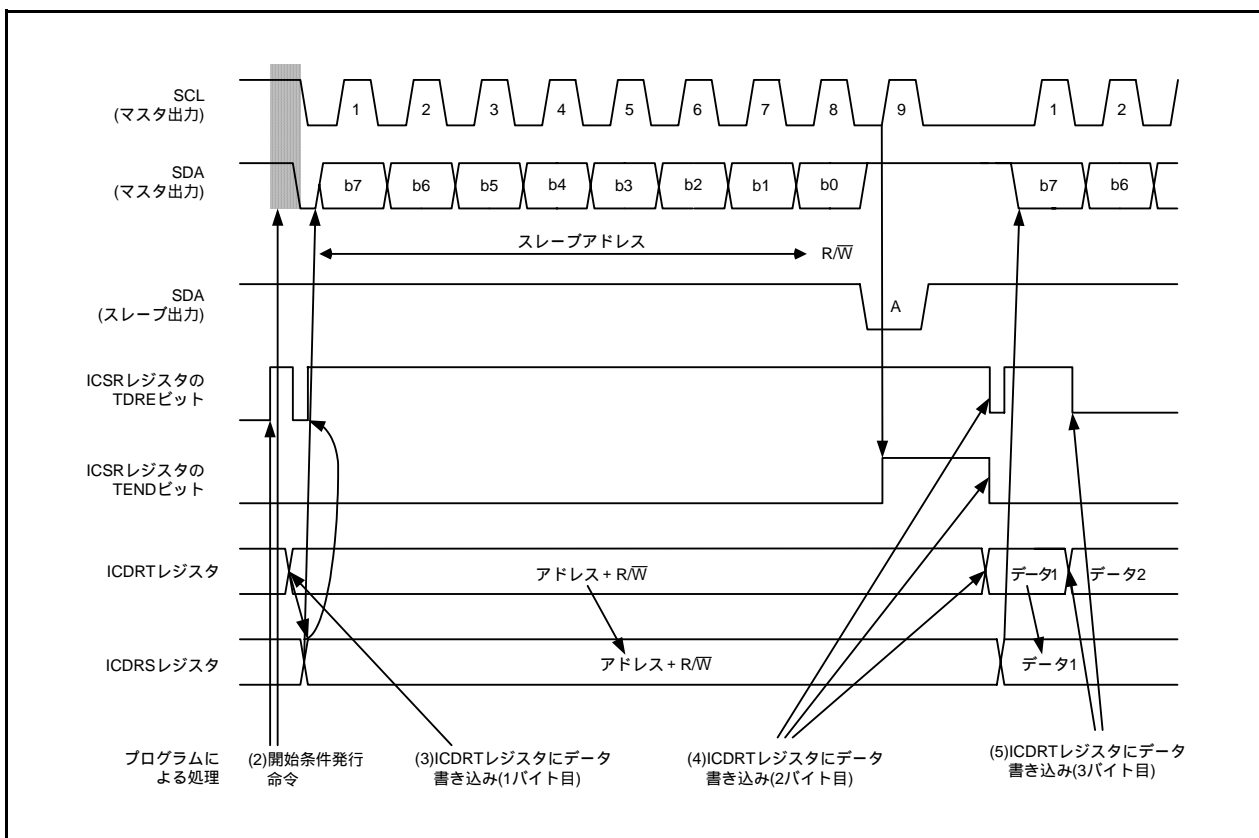 SCL
(マスタ出力)
1 2 3 4 5 6 7 8 9 1 2
SDA
(マスタ出力)
b7 b6 b5 b4 b3 b2 b1 b0 b7 b6
スレーブアドレス R/W̅
SDA
(スレーブ出力)
A
ICSRレジスタの
TDREビット
ICSRレジスタの
TENDビット
ICDRTレジスタ
アドレス + R/W̅ データ1 データ2
ICDRSレジスタ
アドレス + R/W̅ データ1
プログラムに
よる処理
(2)開始条件発行
命令
(3)ICDRTレジスタにデータ
書き込み(1バイト目)
(4)ICDRTレジスタにデータ
書き込み(2バイト目)
(5)ICDRTレジスタにデータ
書き込み(3バイト目)